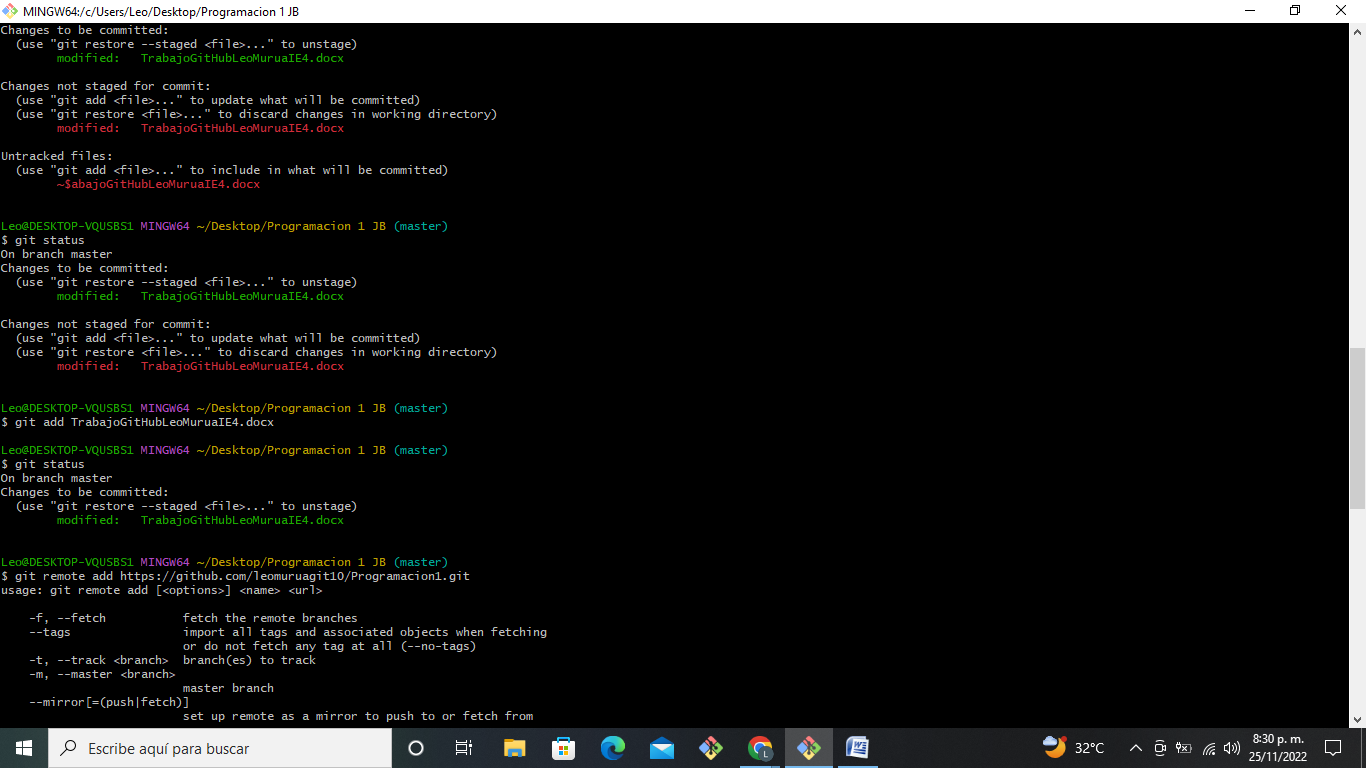 MINGW64:/c/Users/Leo/Desktop/Programacion 1 JB
Changes to be committed:
  (use "git restore --staged <file>..." to unstage)
        modified:   TrabajoGitHubLeoMuruaIE4.docx

Changes not staged for commit:
  (use "git add <file>..." to update what will be committed)
  (use "git restore <file>..." to discard changes in working directory)
        modified:   TrabajoGitHubLeoMuruaIE4.docx

Untracked files:
  (use "git add <file>..." to include in what will be committed)
        ~$abajoGitHubLeoMuruaIE4.docx

Leo@DESKTOP-VQUSBS1 MINGW64 ~/Desktop/Programacion 1 JB (master)
$ git status
On branch master
Changes to be committed:
  (use "git restore --staged <file>..." to unstage)
        modified:   TrabajoGitHubLeoMuruaIE4.docx

Changes not staged for commit:
  (use "git add <file>..." to update what will be committed)
  (use "git restore <file>..." to discard changes in working directory)
        modified:   TrabajoGitHubLeoMuruaIE4.docx

Leo@DESKTOP-VQUSBS1 MINGW64 ~/Desktop/Programacion 1 JB (master)
$ git add TrabajoGitHubLeoMuruaIE4.docx

Leo@DESKTOP-VQUSBS1 MINGW64 ~/Desktop/Programacion 1 JB (master)
$ git status
On branch master
Changes to be committed:
  (use "git restore --staged <file>..." to unstage)
        modified:   TrabajoGitHubLeoMuruaIE4.docx

Leo@DESKTOP-VQUSBS1 MINGW64 ~/Desktop/Programacion 1 JB (master)
$ git remote add https://github.com/leomuruagit10/Programacion1.git
usage: git remote add [<options>] <name> <url>

    -f, --fetch           fetch the remote branches
    --tags                import all tags and associated objects when fetching
                          or do not fetch any tag at all (--no-tags)
    -t, --track <branch>  branch(es) to track
    -m, --master <branch>
                          master branch
    --mirror[=(push|fetch)]
                          set up remote as a mirror to push to or fetch from
Escribe aquí para buscar
L
W
32°C
8:30 p. m.
25/11/2022